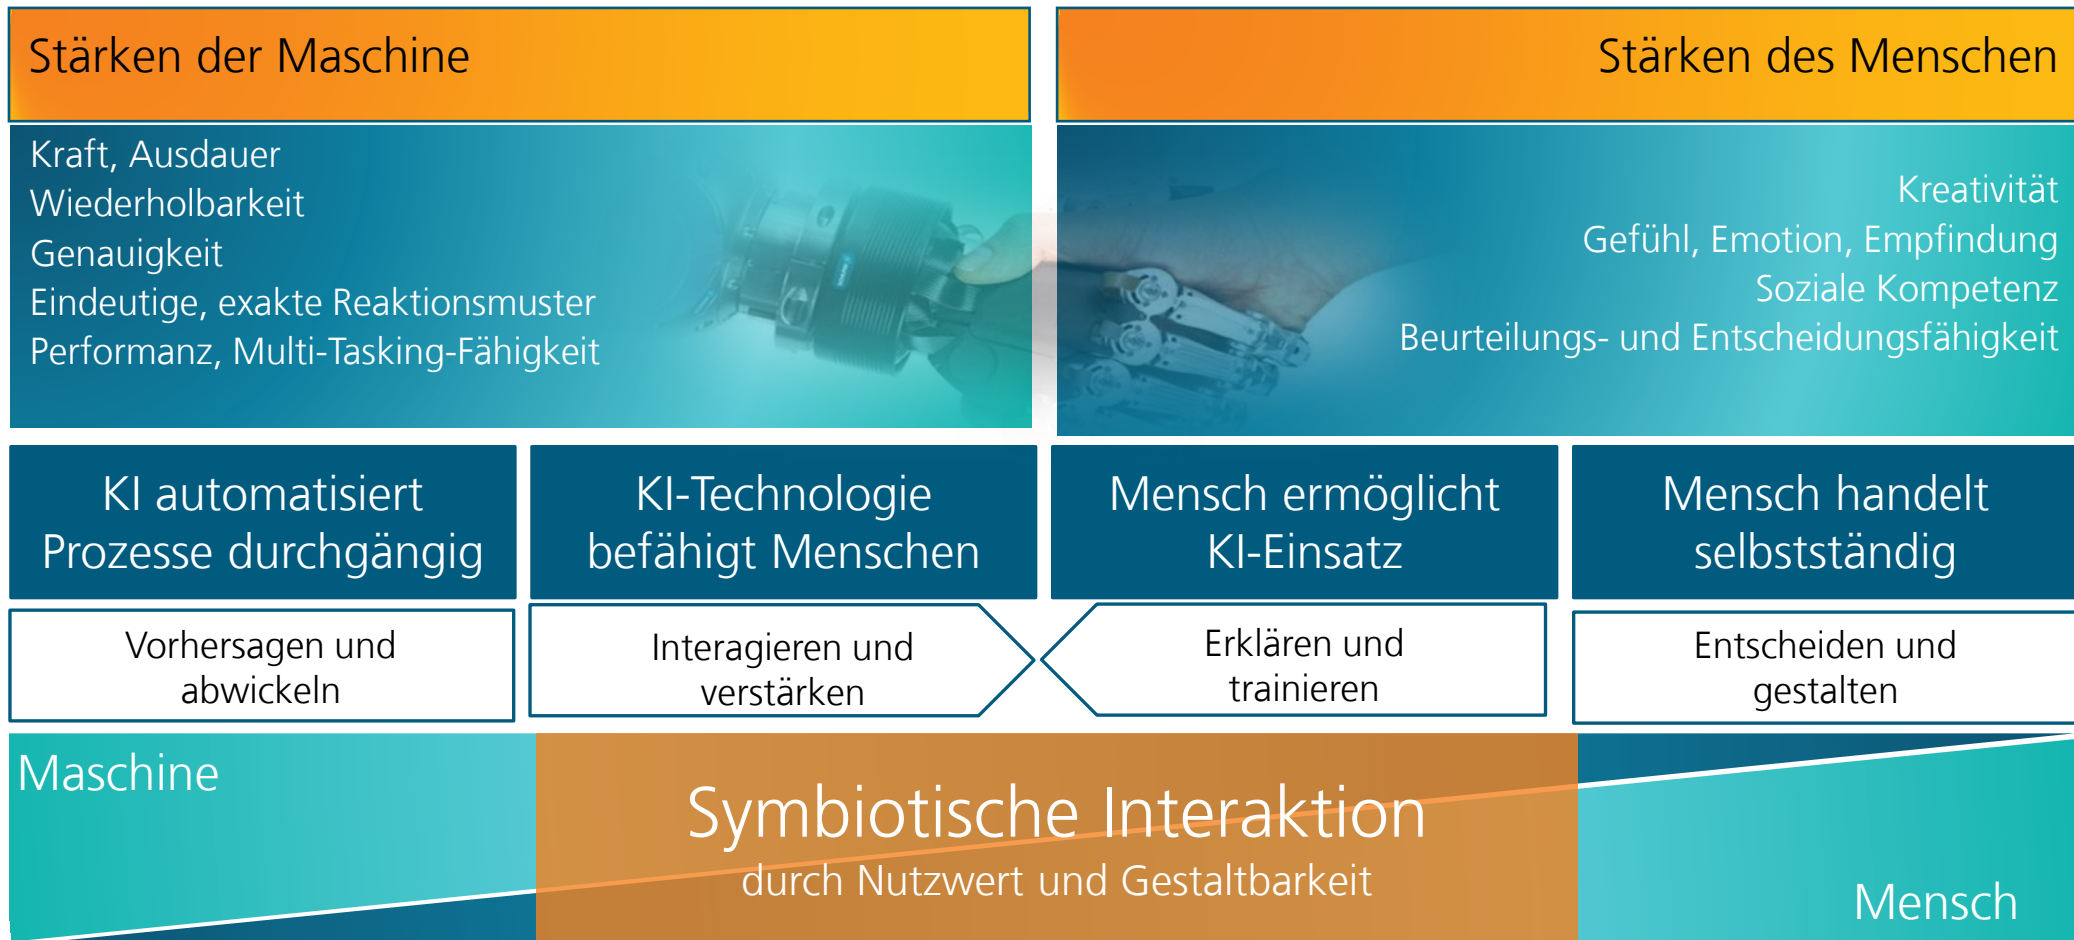 Stärken der Maschine
Stärken des Menschen
Kraft, Ausdauer
Wiederholbarkeit
Genauigkeit
Eindeutige, exakte Reaktionsmuster
Performanz, Multi-Tasking-Fähigkeit
Kreativität
Gefühl, Emotion, Empfindung
Soziale Kompetenz
Beurteilungs- und Entscheidungsfähigkeit
KI automatisiert
Prozesse durchgängig
KI-Technologie
befähigt Menschen
Mensch ermöglicht
KI-Einsatz
Mensch handelt
selbstständig
Vorhersagen und
abwickeln
Interagieren und
verstärken
Erklären und
trainieren
Entscheiden und
gestalten
Maschine
Symbiotische Interaktion
durch Nutzwert und Gestaltbarkeit
Mensch